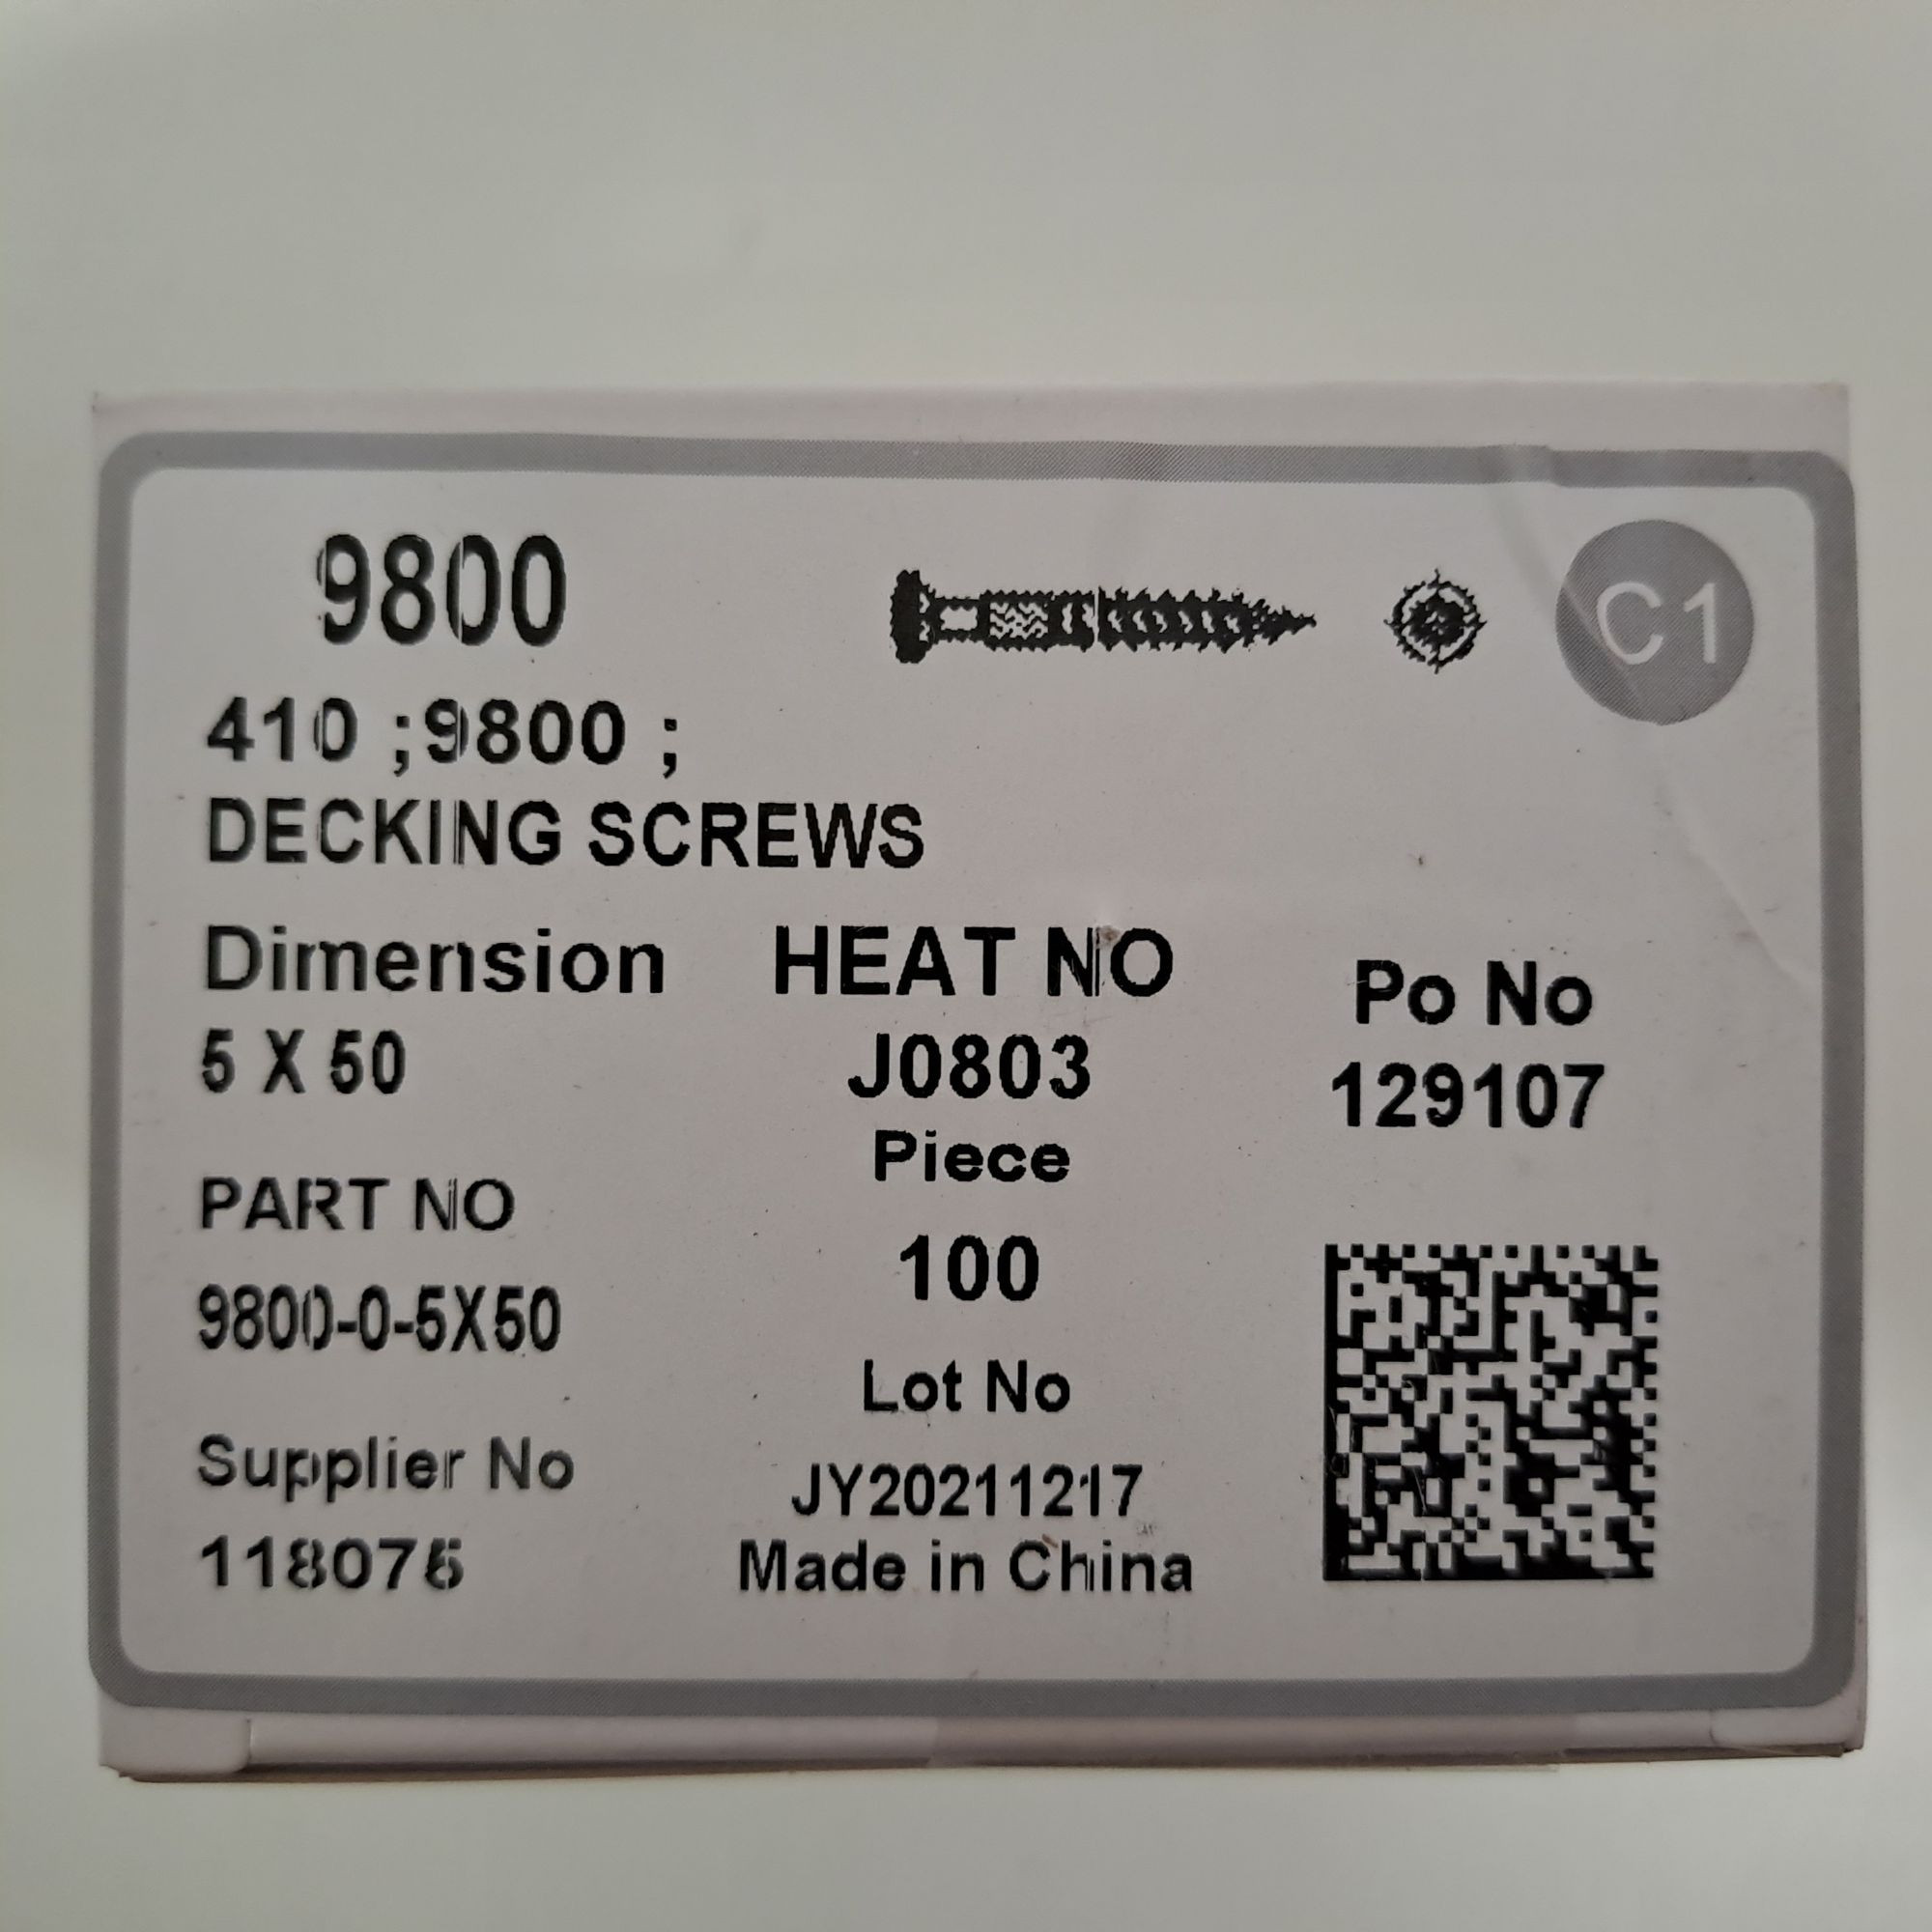 9800
C1
410 ;9800 ;
DECKING SCREWS
Dimension
5 X 50
HEAT NO
J0803
Po No
129107
Piece
100
PART NO
9800-0-5X50
Lot No
JY20211217
Supplier No
Made in China